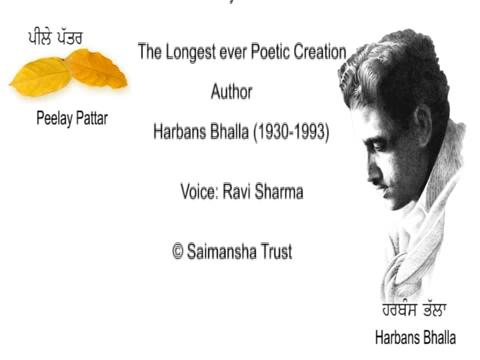 ਪੀਲੇ ਪੱਤਰ
Peelay Pattar
The Longest ever Poetic Creation
Author
Harbans Bhalla (1930-1993)
Voice: Ravi Sharma
© Saimansha Trust
ਹਰਬੰਸ ਭੱਲਾ
Harbans Bhalla